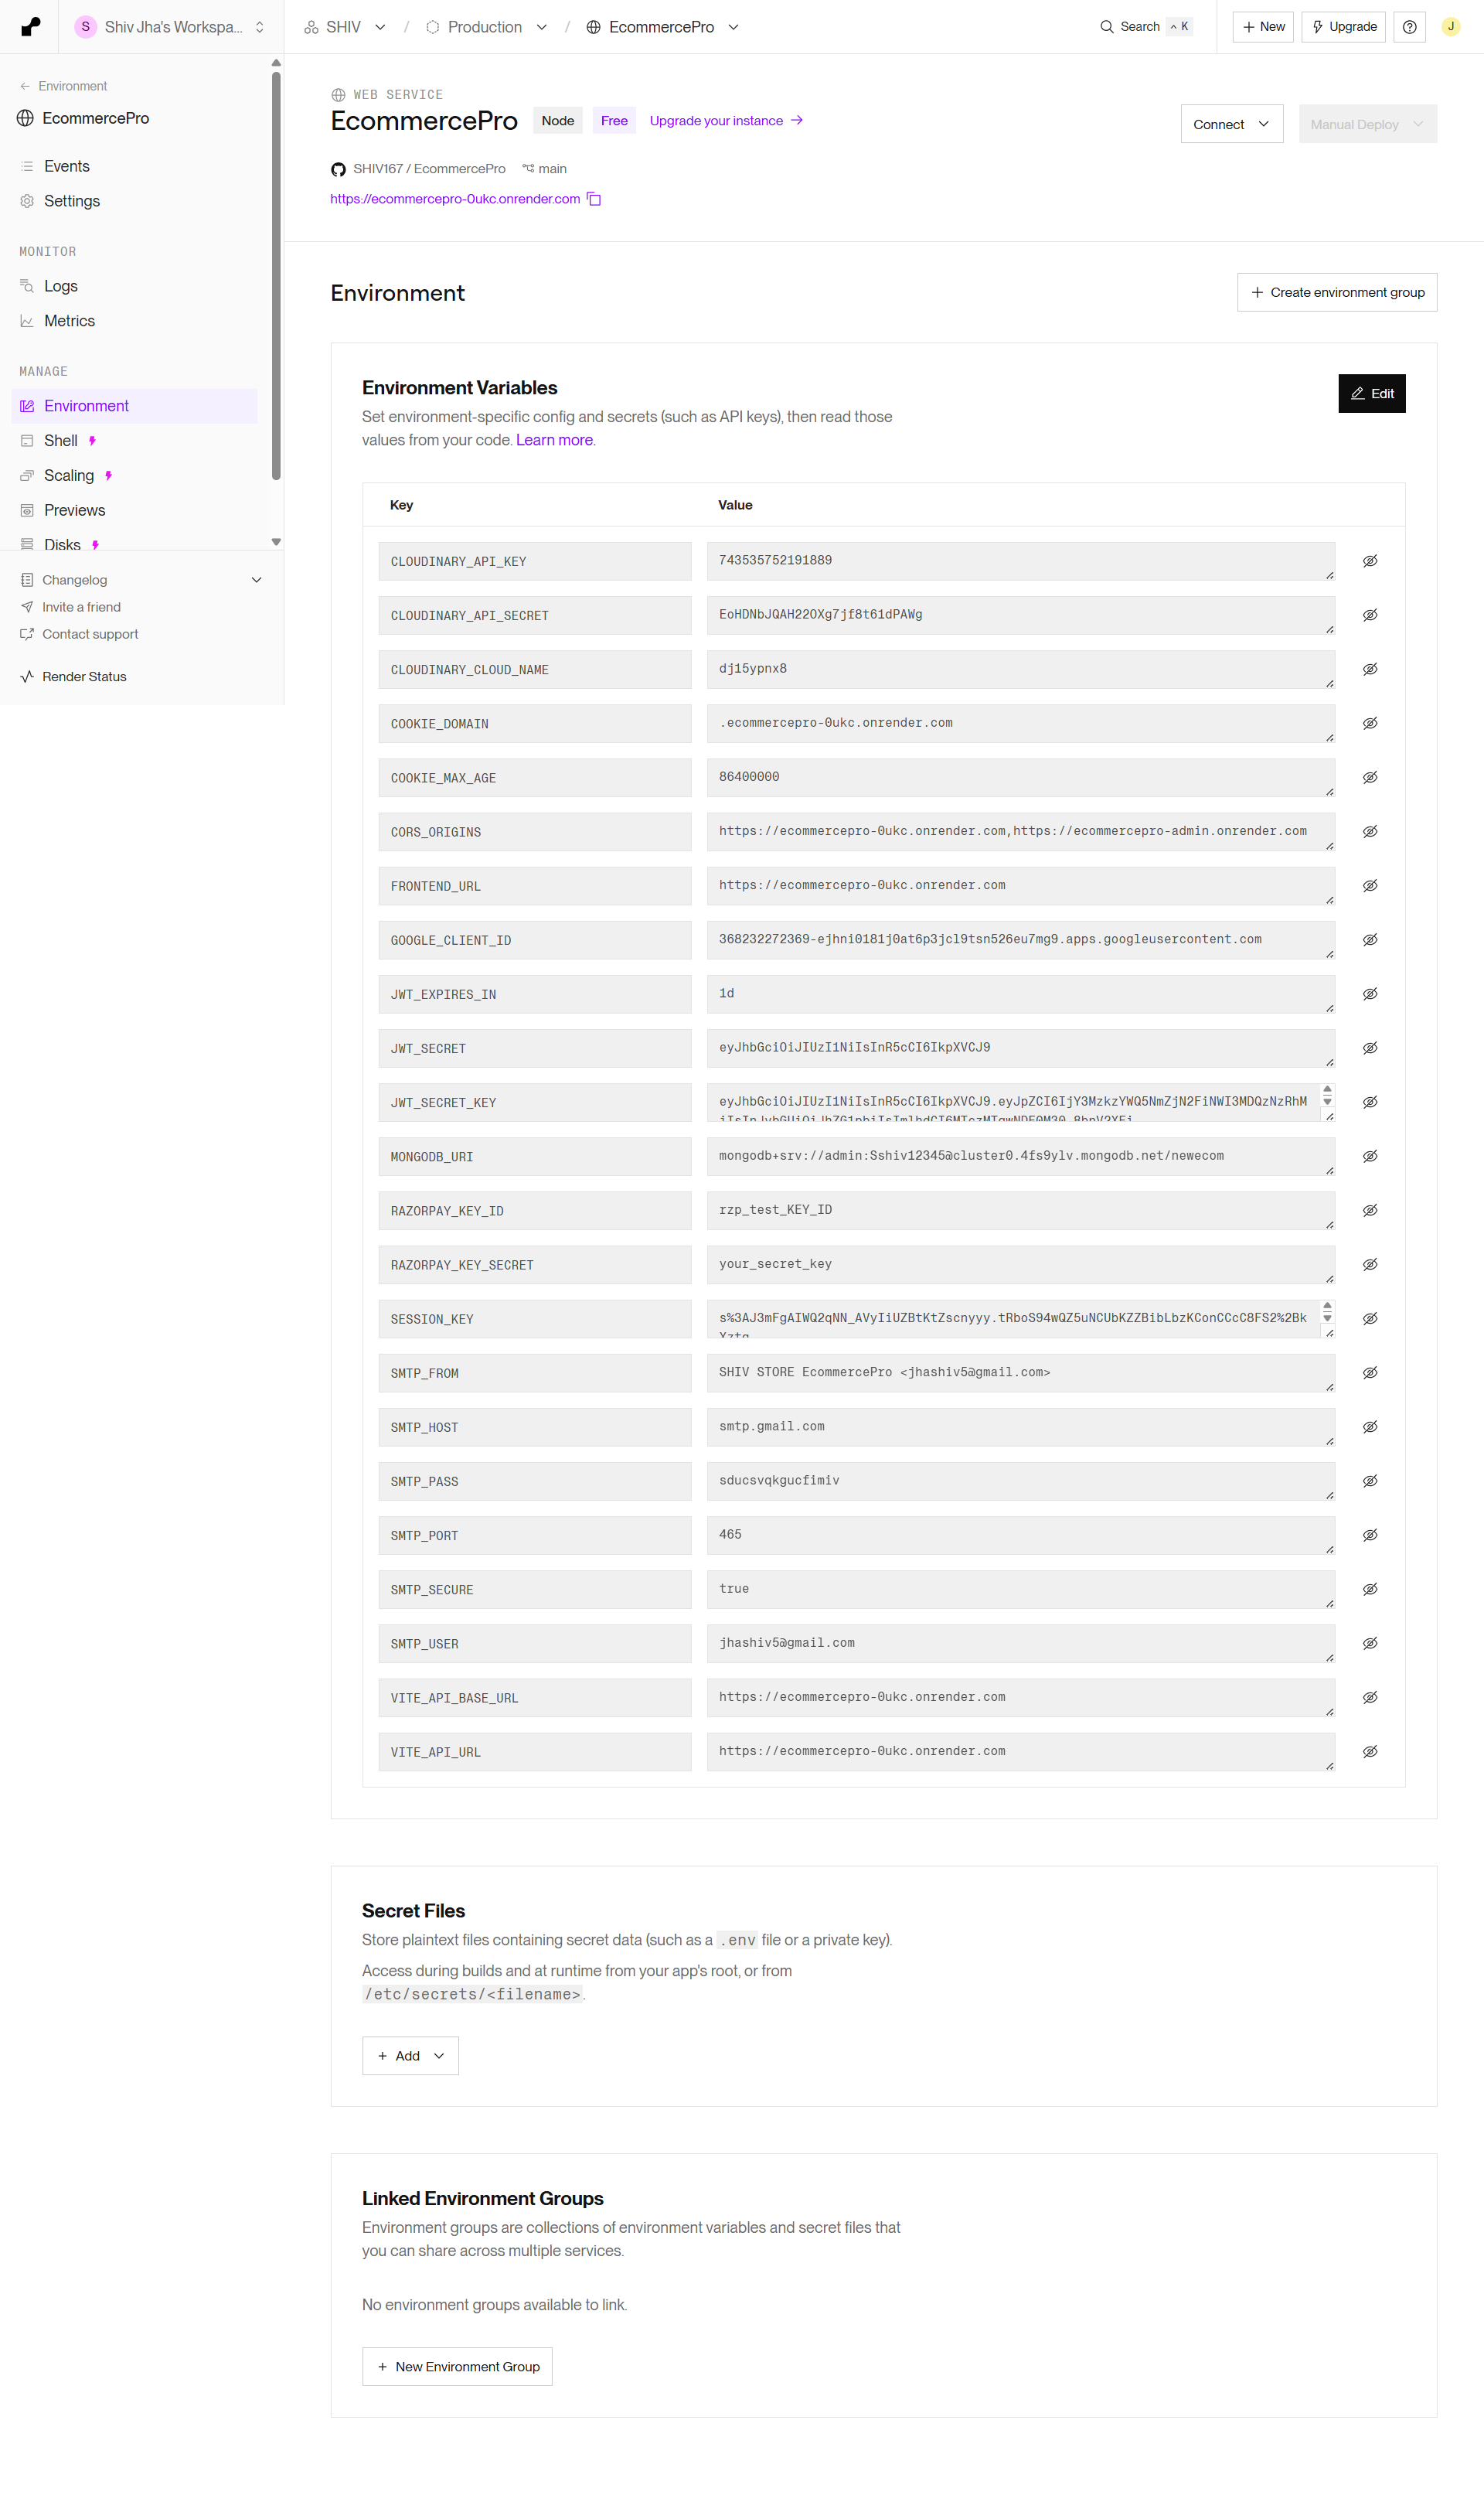 S Shiv Jha's Workspa...
SHIV / Production / EcommercePro
Search ^ K
+ New
Upgrade
J
← Environment
EcommercePro
Events
Settings
MONITOR
Logs
Metrics
MANAGE
Environment
Shell
Scaling
Previews
Disks
Changelog
Invite a friend
Contact support
Render Status
WEB SERVICE
EcommercePro Node Free Upgrade your instance →
SHIV167 / EcommercePro main
https://ecommercepro-0ukc.onrender.com
Connect
Manual Deploy
Environment
+ Create environment group
Environment Variables
Edit
Set environment-specific config and secrets (such as API keys), then read those
values from your code. Learn more.
Key Value
CLOUDINARY_API_KEY 743535752191889
CLOUDINARY_API_SECRET EoHDNbJQAH22OXg7jf8t61dPAWg
CLOUDINARY_CLOUD_NAME dj15ypnx8
COOKIE_DOMAIN .ecommercepro-0ukc.onrender.com
COOKIE_MAX_AGE 86400000
CORS_ORIGINS https://ecommercepro-0ukc.onrender.com,https://ecommercepro-admin.onrender.com
FRONTEND_URL https://ecommercepro-0ukc.onrender.com
GOOGLE_CLIENT_ID 368232272369-ejhni0181j0at6p3jcl9tsn526eu7mg9.apps.googleusercontent.com
JWT_EXPIRES_IN 1d
JWT_SECRET eyJhbGciOiJIUzI1NiIsInR5cCI6IkpXVCJ9
JWT_SECRET_KEY eyJhbGciOiJIUzI1NiIsInR5cCI6IkpXVCJ9.eyJpZCI6IjY3MzkzYWQ5NmZjN2FiNWI3MDQzNzRhM
MONGODB_URI mongodb+srv://admin:Sshiv12345@cluster0.4fs9ylv.mongodb.net/newecom
RAZORPAY_KEY_ID rzp_test_KEY_ID
RAZORPAY_KEY_SECRET your_secret_key
SESSION_KEY s%3AJ3mFgAIWQ2qNN_AVyIiUZBtKtZscnyyy.tRboS94wQZ5uNCUbKZZBibLbzKConCCcC8FS2%2Bk
SMTP_FROM SHIV STORE EcommercePro <jhashiv5@gmail.com>
SMTP_HOST smtp.gmail.com
SMTP_PASS sducsvqkgucfimiv
SMTP_PORT 465
SMTP_SECURE true
SMTP_USER jhashiv5@gmail.com
VITE_API_BASE_URL https://ecommercepro-0ukc.onrender.com
VITE_API_URL https://ecommercepro-0ukc.onrender.com
Secret Files
Store plaintext files containing secret data (such as a .env file or a private key).
Access during builds and at runtime from your app's root, or from
/etc/secrets/<filename>.
+ Add
Linked Environment Groups
Environment groups are collections of environment variables and secret files that
you can share across multiple services.
No environment groups available to link.
+ New Environment Group